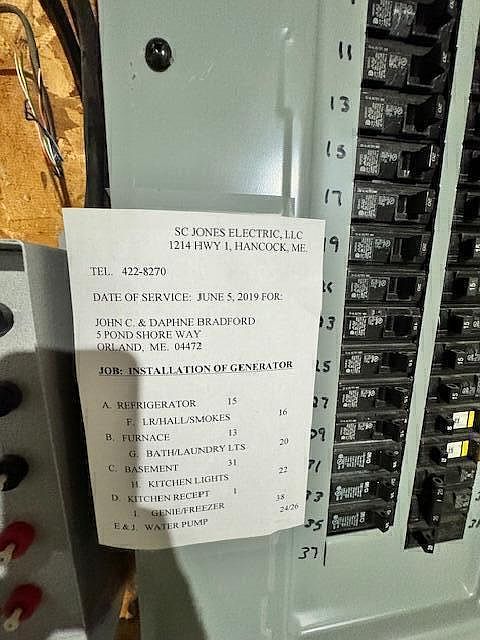 11
13
15
17
SC JONES ELECTRIC, LLC
1214 HWY 1, HANCOCK, ME.
TEL. 422-8270
DATE OF SERVICE: JUNE 5, 2019 FOR:
JOHN C. & DAPHNE BRADFORD
5 POND SHORE WAY
ORLAND, ME. 04472
JOB: INSTALLATION OF GENERATOR
A. REFRIGERATOR 15
F. LR/HALL/SMOKES 16
B. FURNACE 13
G. BATH/LAUNDRY LTS 20
C. BASEMENT 31
H. KITCHEN LIGHTS 22
D. KITCHEN RECEPT 1
I. GENIE/FREEZER 38
E & J. WATER PUMP 24/26
9
3
25
27
29
31
33
35
37